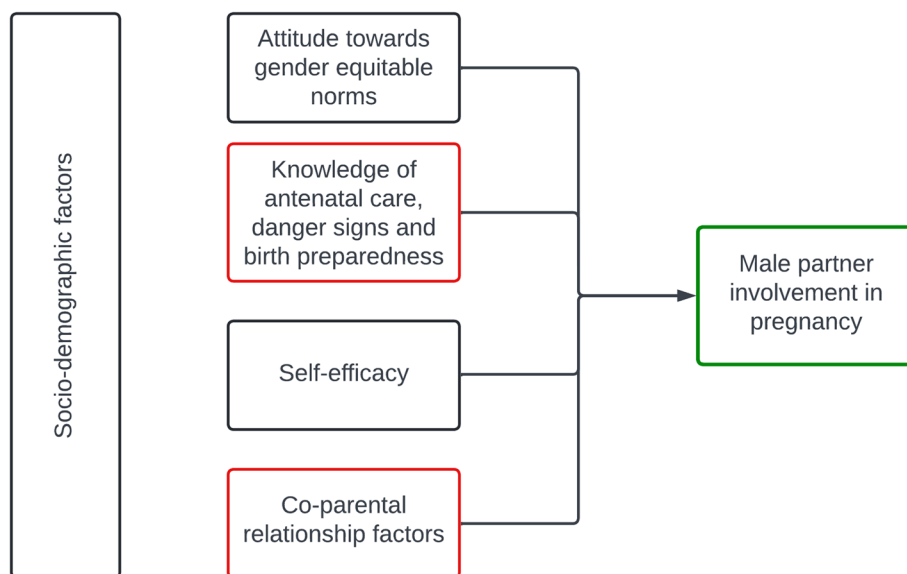 Socio-demographic factors
Attitude towards
gender equitable
norms
Knowledge of
antenatal care,
danger signs and
birth preparedness
Self-efficacy
Co-parental
relationship factors
Male partner
involvement in
pregnancy